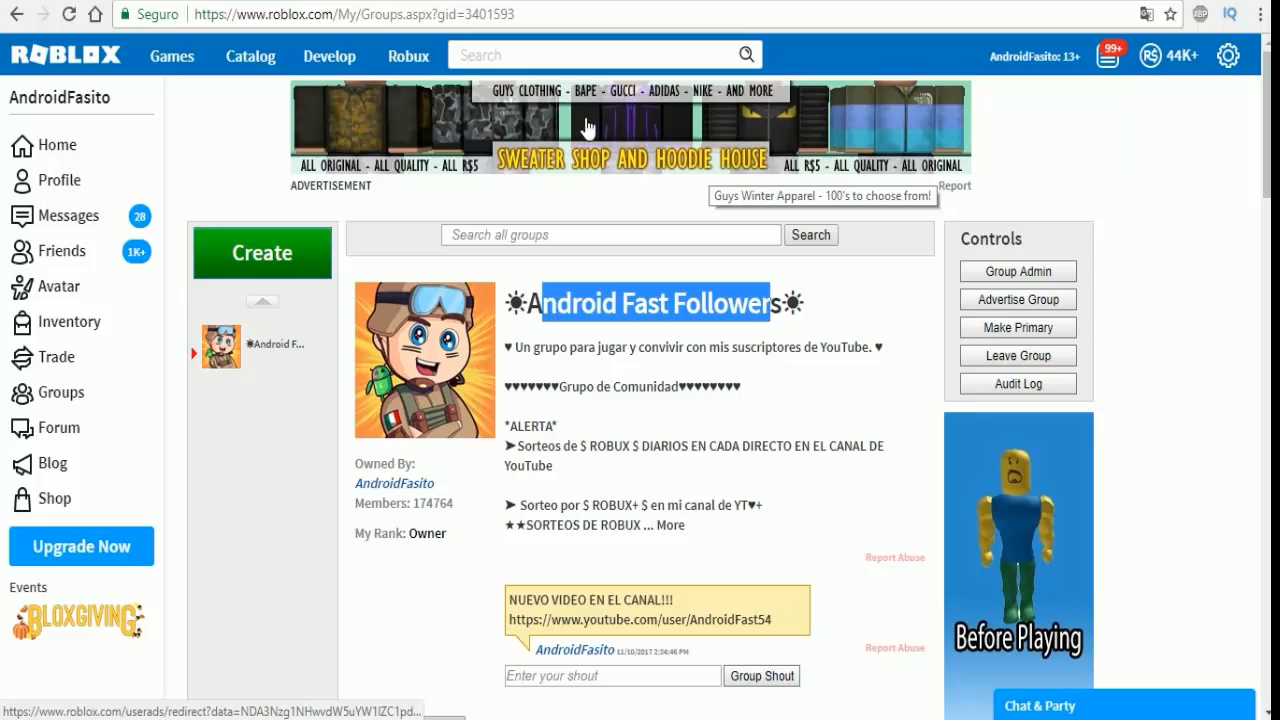 Seguro
https://www.roblox.com/My/Groups.aspx?gid=3401593
ABP
IQ
ROBLOX
Games
Catalog
Develop
Robux
Search
AndroidFasito: 13+
99+
R$ 44K+
AndroidFasito
Home
Profile
Messages 28
Friends 1K+
Avatar
Inventory
Trade
Groups
Forum
Blog
Shop
Upgrade Now
Events
BLOXGIVING
GUYS CLOTHING - BAPE - GUCCI - ADIDAS - NIKE - AND MORE
ALL ORIGINAL - ALL QUALITY - ALL R$5
SWEATER SHOP AND HOODIE HOUSE
ALL R$5 - ALL QUALITY - ALL ORIGINAL
ADVERTISEMENT
Report
Guys Winter Apparel - 100's to choose from!
Create
☀Android F...
Search all groups
Search
☀Android Fast Followers☀
♥ Un grupo para jugar y convivir con mis suscriptores de YouTube. ♥
♥♥♥♥♥♥♥Grupo de Comunidad♥♥♥♥♥♥♥♥
*ALERTA*
➤Sorteos de $ ROBUX $ DIARIOS EN CADA DIRECTO EN EL CANAL DE
YouTube
➤ Sorteo por $ ROBUX+ $ en mi canal de YT♥+
★★SORTEOS DE ROBUX ... More
Owned By:
AndroidFasito
Members: 174764
My Rank: Owner
Report Abuse
NUEVO VIDEO EN EL CANAL!!!
https://www.youtube.com/user/AndroidFast54
AndroidFasito 11/10/2017 2:34:46 PM
Report Abuse
Enter your shout
Group Shout
Controls
Group Admin
Advertise Group
Make Primary
Leave Group
Audit Log
Before Playing
Chat & Party
https://www.roblox.com/userads/redirect?data=NDA3Nzg1NHwvdW5uYW1lZC1pd...